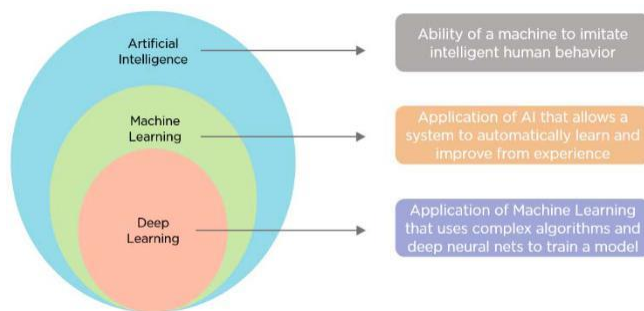 Artificial
Intelligence
Ability of a machine to imitate
intelligent human behavior
Machine
Learning
Application of AI that allows a
system to automatically learn and
improve from experience
Deep
Learning
Application of Machine Learning
that uses complex algorithms and
deep neural nets to train a model